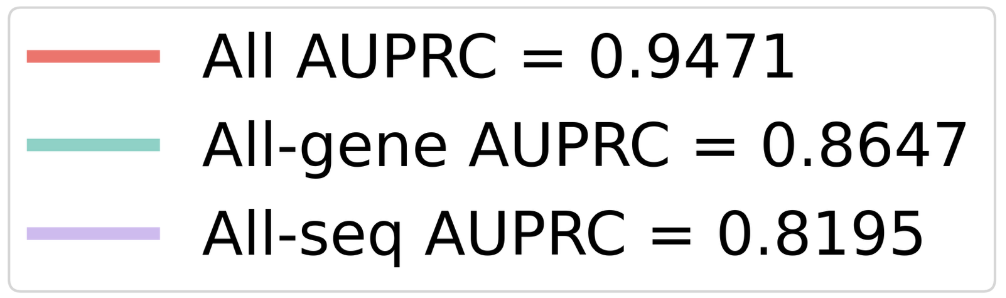 All AUPRC = 0.9471
All-gene AUPRC = 0.8647
All-seq AUPRC = 0.8195